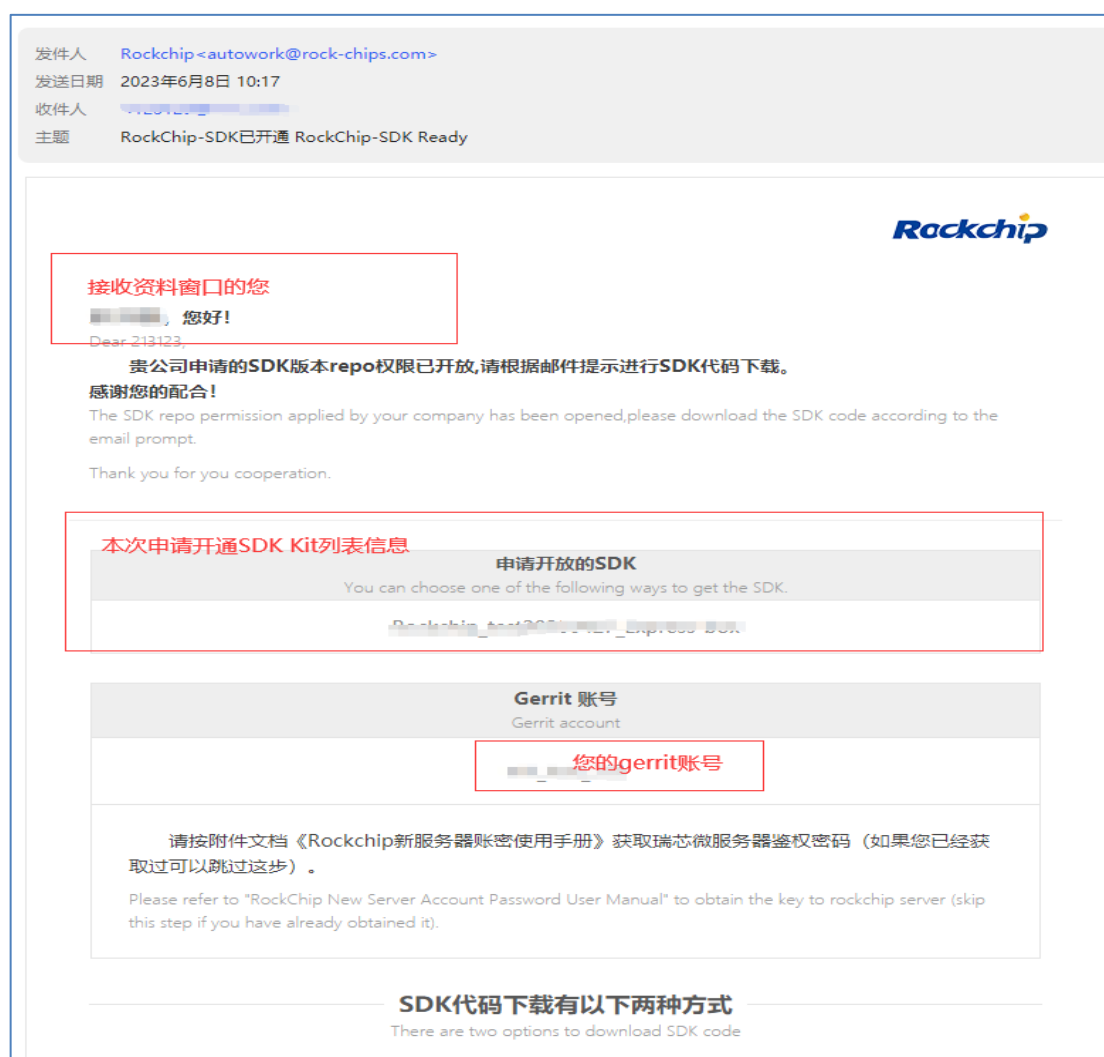 发件人 Rockchip<autowork@rock-chips.com>
发送日期 2023年6月8日 10:17
收件人
主题 RockChip-SDK已开通 RockChip-SDK Ready
Rockchip
接收资料窗口的您
，您好！
Dear 213123,
贵公司申请的SDK版本repo权限已开放,请根据邮件提示进行SDK代码下载。
感谢您的配合！
The SDK repo permission applied by your company has been opened,please download the SDK code according to the
email prompt.
Thank you for you cooperation.
本次申请开通SDK Kit列表信息
申请开放的SDK
You can choose one of the following ways to get the SDK.
Gerrit 账号
Gerrit account
您的gerrit账号
请按附件文档《Rockchip新服务器账密使用手册》获取瑞芯微服务器鉴权密码（如果您已经获
取过可以跳过这步）。
Please refer to "RockChip New Server Account Password User Manual" to obtain the key to rockchip server (skip
this step if you have already obtained it).
SDK代码下载有以下两种方式
There are two options to download SDK code